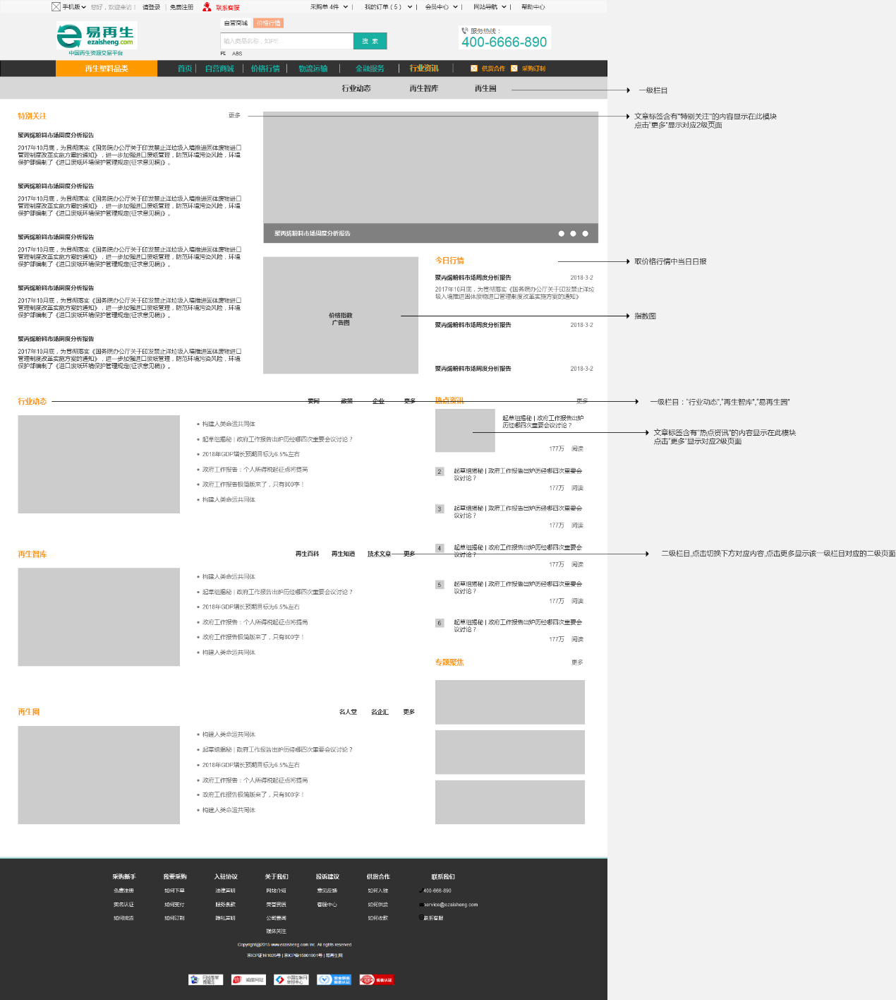 手机版 您好，欢迎来访！ 请登录 | 免费注册 联系客服 采购单 4件 | 我的订单（5） | 会员中心 | 网站导航 | 帮助中心
自营商城 价格行情
易再生
ezaisheng.com
中国再生资源交易平台
输入商品名称，如PE...
搜 索
PE ABS
服务热线：
400-6666-890
再生塑料品类 首页 自营商城 价格行情 物流运输 金融服务 行业资讯 供货合作 采购订制
行业动态 再生智库 再生圈
一级栏目
特别关注 更多
文章标签含有"特别关注"的内容显示在此模块
点击"更多"显示对应2级页面
聚丙烯粉料市场周度分析报告
2017年10月底，为贯彻落实《国务院办公厅关于印发禁止洋垃圾入境推进固体废物进口
管理制度改革实施方案的通知》，进一步加强进口废纸管理，防范环境污染风险，环境
保护部编制了《进口废纸环境保护管理规定(征求意见稿)》。
聚丙烯粉料市场周度分析报告
2017年10月底，为贯彻落实《国务院办公厅关于印发禁止洋垃圾入境推进固体废物进口
管理制度改革实施方案的通知》，进一步加强进口废纸管理，防范环境污染风险，环境
保护部编制了《进口废纸环境保护管理规定(征求意见稿)》。
聚丙烯粉料市场周度分析报告
2017年10月底，为贯彻落实《国务院办公厅关于印发禁止洋垃圾入境推进固体废物进口
管理制度改革实施方案的通知》，进一步加强进口废纸管理，防范环境污染风险，环境
保护部编制了《进口废纸环境保护管理规定(征求意见稿)》。
聚丙烯粉料市场周度分析报告
2017年10月底，为贯彻落实《国务院办公厅关于印发禁止洋垃圾入境推进固体废物进口
管理制度改革实施方案的通知》，进一步加强进口废纸管理，防范环境污染风险，环境
保护部编制了《进口废纸环境保护管理规定(征求意见稿)》。
聚丙烯粉料市场周度分析报告
2017年10月底，为贯彻落实《国务院办公厅关于印发禁止洋垃圾入境推进固体废物进口
管理制度改革实施方案的通知》，进一步加强进口废纸管理，防范环境污染风险，环境
保护部编制了《进口废纸环境保护管理规定(征求意见稿)》。
聚丙烯粉料市场周度分析报告
价格指数
广告图
今日行情
取价格行情中当日日报
聚丙烯粉料市场周度分析报告 2018-3-2
2017年10月底，为贯彻落实《国务院办公厅关于印发禁止洋垃
圾入境推进固体废物进口管理制度改革实施方案的通知》
指数图
聚丙烯粉料市场周度分析报告 2018-3-2
聚丙烯粉料市场周度分析报告 2018-3-2
行业动态 要闻 政策 企业 更多
一级栏目："行业动态","再生智库","易再生园"
构建人类命运共同体
起草组揭秘 | 政府工作报告出炉历经哪四次重要会议讨论？
2018年GDP增长预期目标为6.5%左右
政府工作报告：个人所得税起征点将提高
政府工作报告极简版来了，只有800字！
构建人类命运共同体
热点资讯 更多
起草组揭秘 | 政府工作报告出炉
历经哪四次重要会议讨论？
177万 阅读
文章标签含有"热点资讯"的内容显示在此模块
点击"更多"显示对应2级页面
2 起草组揭秘 | 政府工作报告出炉历经哪四次重要会
议讨论？
177万 阅读
3 起草组揭秘 | 政府工作报告出炉历经哪四次重要会
议讨论？
177万 阅读
4 起草组揭秘 | 政府工作报告出炉历经哪四次重要会
议讨论？
177万 阅读
5 起草组揭秘 | 政府工作报告出炉历经哪四次重要会
议讨论？
177万 阅读
6 起草组揭秘 | 政府工作报告出炉历经哪四次重要会
议讨论？
177万 阅读
再生智库 再生百科 再生知道 技术文章 更多
二级栏目,点击切换下方对应内容,点击更多显示该一级栏目对应的二级页面
构建人类命运共同体
起草组揭秘 | 政府工作报告出炉历经哪四次重要会议讨论？
2018年GDP增长预期目标为6.5%左右
政府工作报告：个人所得税起征点将提高
政府工作报告极简版来了，只有800字！
构建人类命运共同体
专题聚焦 更多
再生圈 名人堂 名企汇 更多
构建人类命运共同体
起草组揭秘 | 政府工作报告出炉历经哪四次重要会议讨论？
2018年GDP增长预期目标为6.5%左右
政府工作报告：个人所得税起征点将提高
政府工作报告极简版来了，只有800字！
构建人类命运共同体
采购新手 我要采购 入驻协议 关于我们 投诉建议 供货合作 联系我们
免费注册 如何下单 法律声明 网站介绍 意见反馈 如何入驻 400-666-890
实名认证 如何支付 服务条款 荣誉资质 客服中心 如何供货 service@ezaisheng.com
如何找货 如何订制 隐私声明 公司要闻 如何收款 联系客服
媒体关注
Copyright@2015 www.ezaisheng.com Inc. All rights reserved
京ICP证161025号 | 京ICP备15001001号 | 易再生网
诚信网站
中国互联网
举报中心
实名认证
实名认证